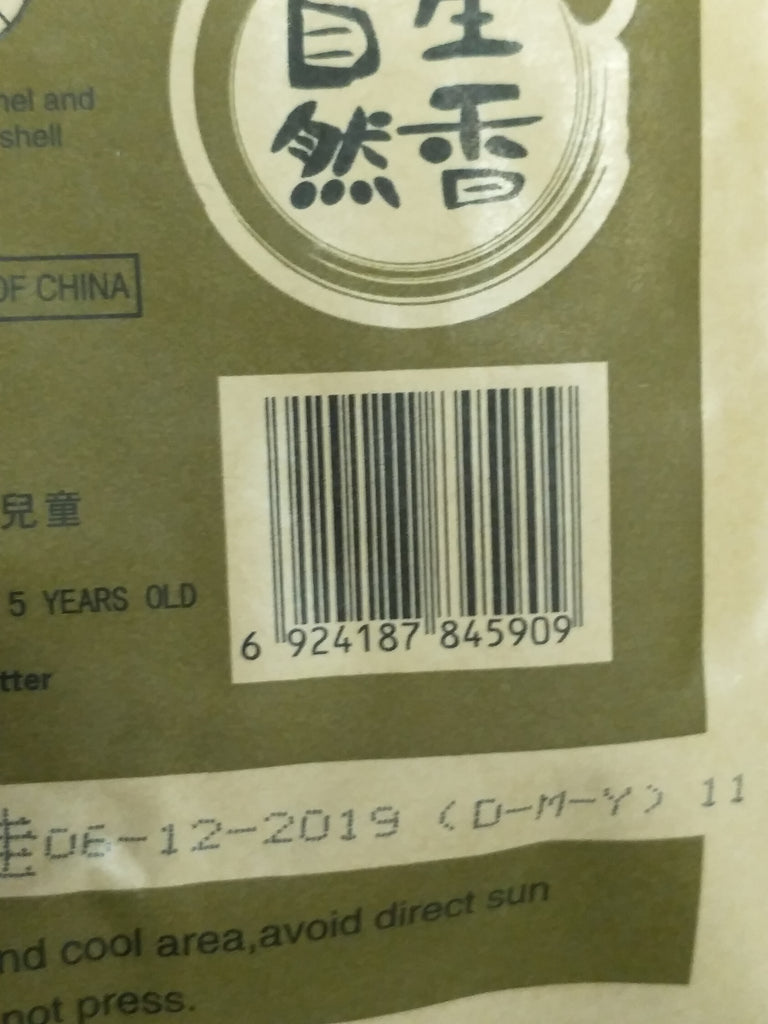 自 生
然 香
nel and
shell
OF CHINA
兒童
5 YEARS OLD
6 924187 845909
tter
06-12-2019 (D-M-Y) 11
nd cool area,avoid direct sun
not press.